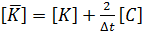 [K̅] = [K] + 2/Δt [C]